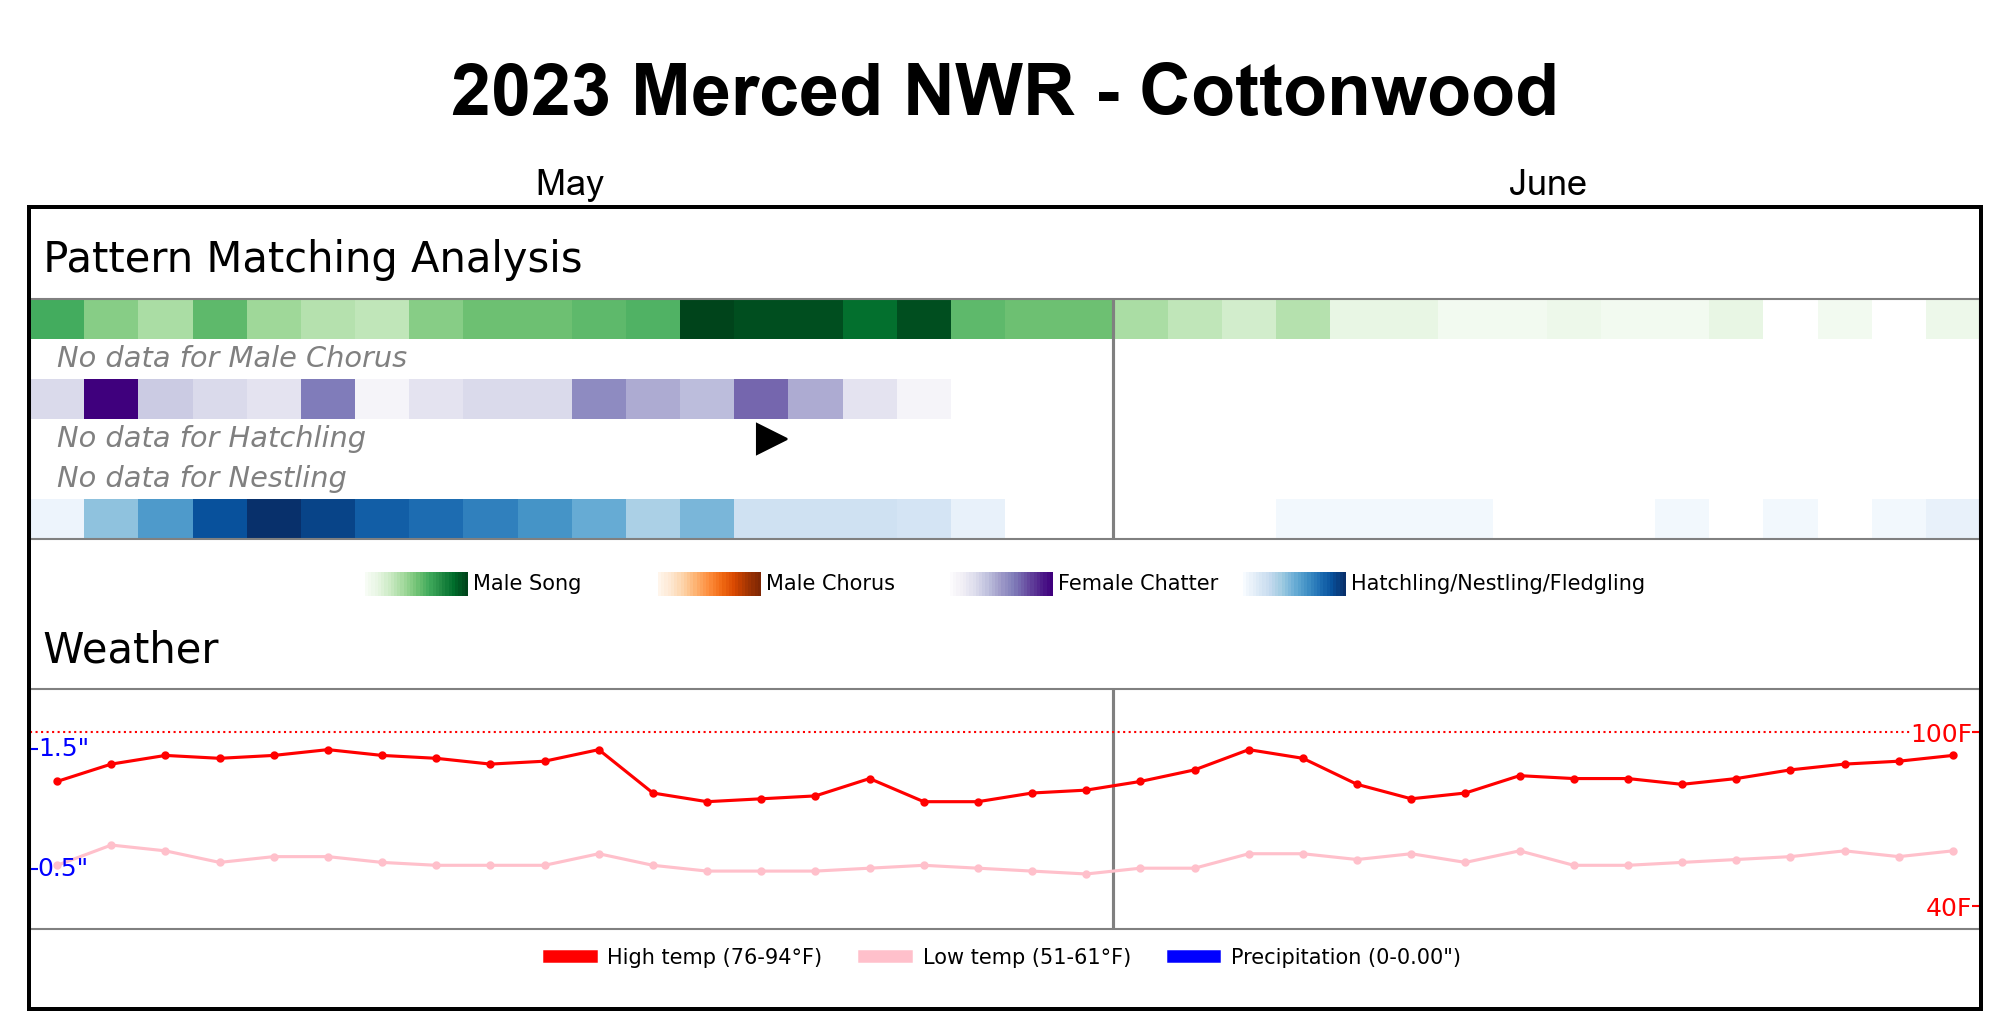 2023 Merced NWR - Cottonwood
May June
Pattern Matching Analysis
No data for Male Chorus
No data for Hatchling
No data for Nestling
Male Song Male Chorus Female Chatter Hatchling/Nestling/Fledgling
Weather
100F
1.5"
0.5"
40F
High temp (76-94°F) Low temp (51-61°F) Precipitation (0-0.00")